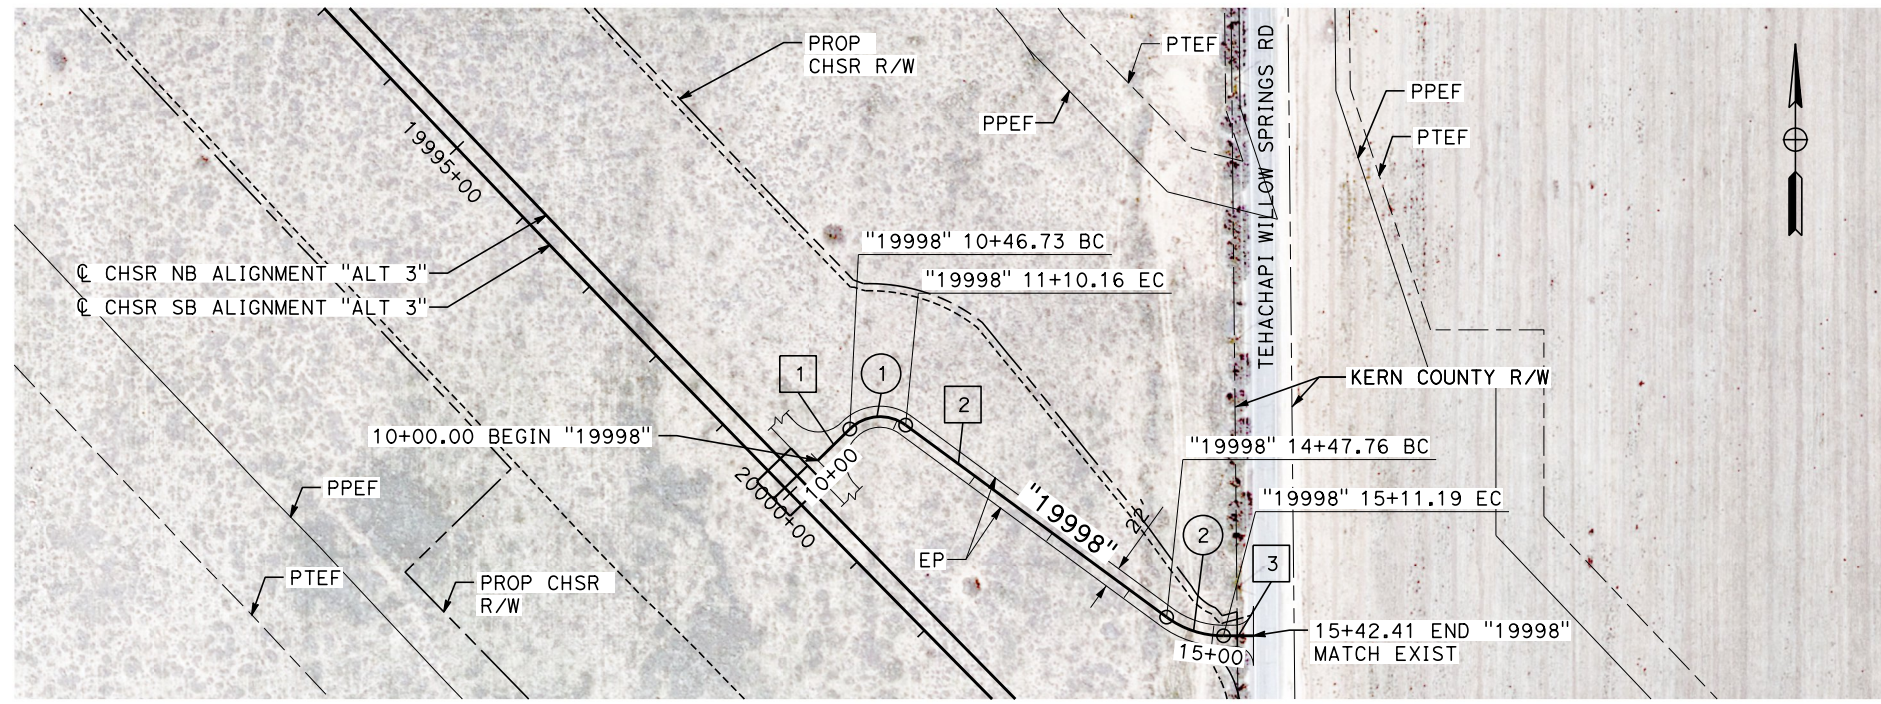 PROP
CHSR R/W
PTEF
PPEF
TEHACHAPI WILLOW SPRINGS RD
PPEF
PTEF
19995+00
"19998" 10+46.73 BC
"19998" 11+10.16 EC
℄ CHSR NB ALIGNMENT "ALT 3"
℄ CHSR SB ALIGNMENT "ALT 3"
1
1
2
KERN COUNTY R/W
10+00.00 BEGIN "19998"
10+00
20000+00
"19998" 14+47.76 BC
"19998" 15+11.19 EC
PPEF
"19998"
22'
2
3
EP
PTEF
PROP CHSR
R/W
15+00
15+42.41 END "19998"
MATCH EXIST